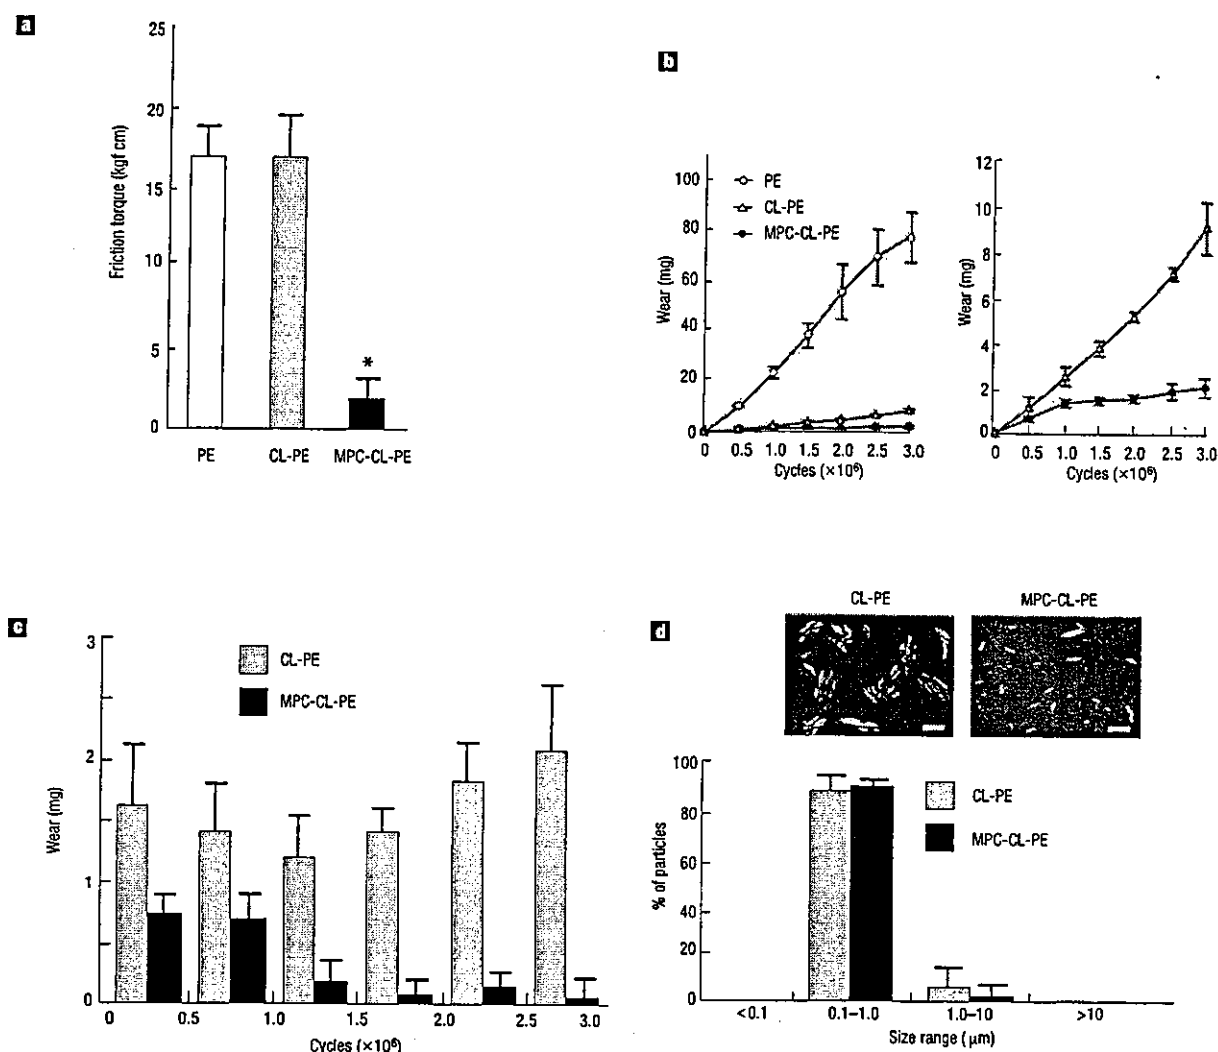 a
25
20
15
10
5
0
Friction torque (kgf cm)
*
PE CL-PE MPC-CL-PE
b
100
80
60
40
20
0
Wear (mg)
PE
CL-PE
MPC-CL-PE
0 0.5 1.0 1.5 2.0 2.5 3.0
Cycles (×10⁶)
12
10
8
6
4
2
0
Wear (mg)
0 0.5 1.0 1.5 2.0 2.5 3.0
Cycles (×10⁶)
c
3
2
1
0
Wear (mg)
CL-PE
MPC-CL-PE
0 0.5 1.0 1.5 2.0 2.5 3.0
Cycles (×10⁶)
d
CL-PE MPC-CL-PE
100
80
60
40
20
0
% of particles
CL-PE
MPC-CL-PE
<0.1 0.1–1.0 1.0–10 >10
Size range (μm)